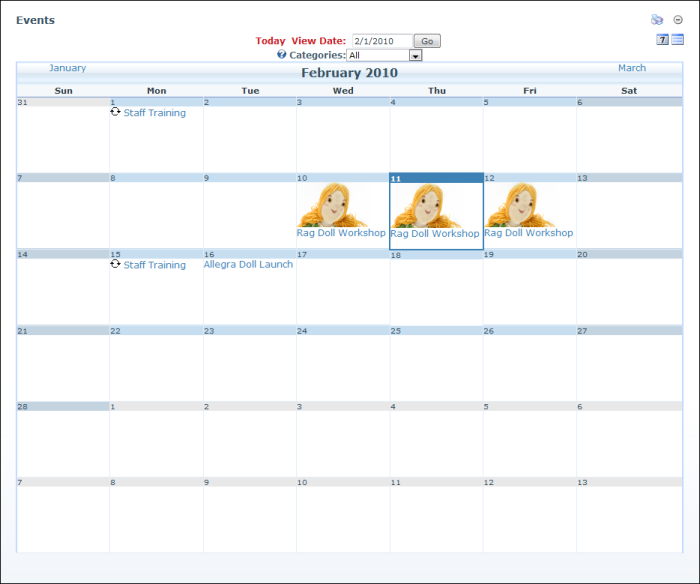 Events
Today View Date: 2/1/2010 Go
7
Categories: All
January February 2010 March
Sun Mon Tue Wed Thu Fri Sat
31 1 2 3 4 5 6
Staff Training
7 8 9 10 11 12 13
Rag Doll Workshop Rag Doll Workshop Rag Doll Workshop
14 15 16 17 18 19 20
Staff Training Allegra Doll Launch
21 22 23 24 25 26 27
28 1 2 3 4 5 6
7 8 9 10 11 12 13